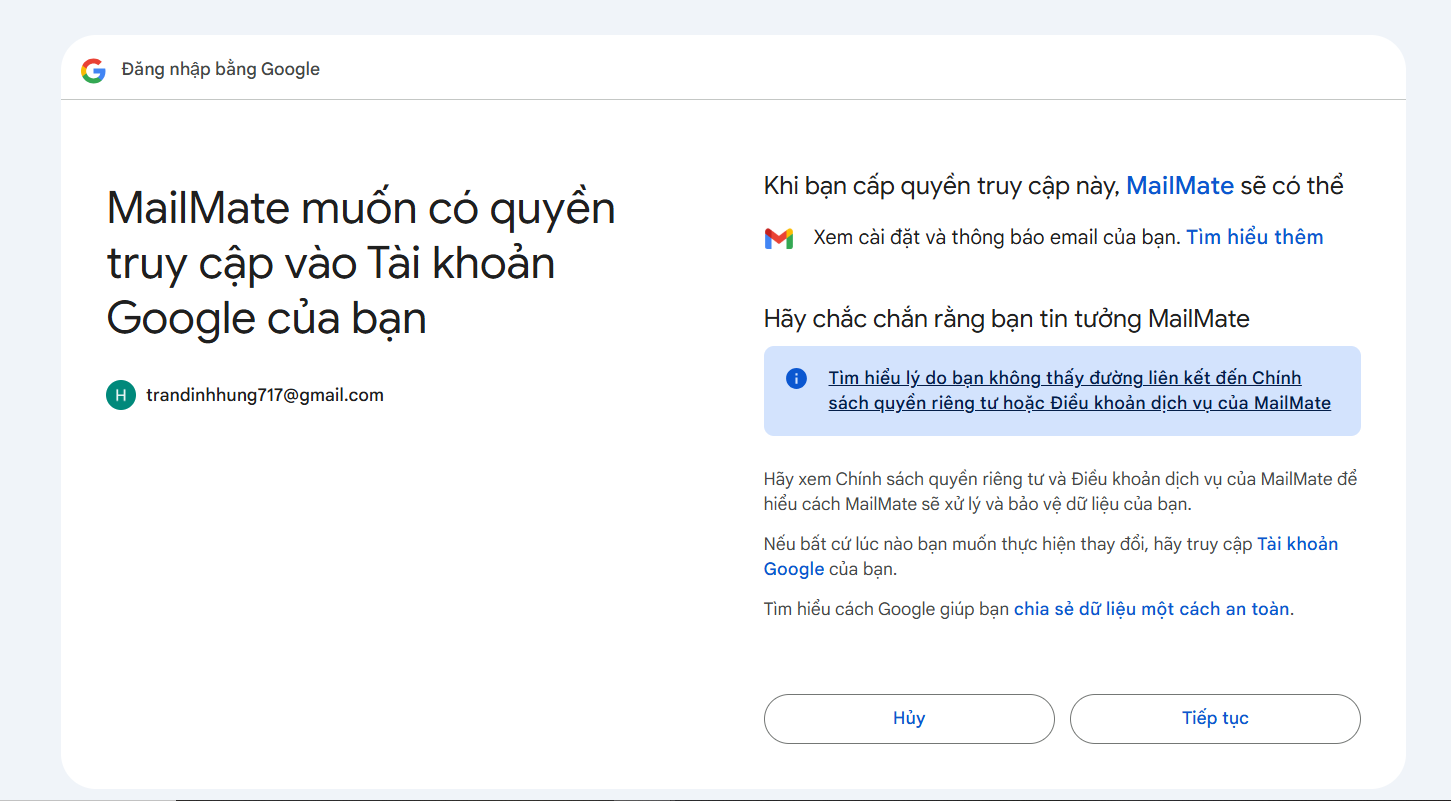 Đăng nhập bằng Google
MailMate muốn có quyền
truy cập vào Tài khoản
Google của bạn
H
trandinhhung717@gmail.com
Khi bạn cấp quyền truy cập này, MailMate sẽ có thể
Xem cài đặt và thông báo email của bạn. Tìm hiểu thêm
Hãy chắc chắn rằng bạn tin tưởng MailMate
Tìm hiểu lý do bạn không thấy đường liên kết đến Chính
sách quyền riêng tư hoặc Điều khoản dịch vụ của MailMate
Hãy xem Chính sách quyền riêng tư và Điều khoản dịch vụ của MailMate để
hiểu cách MailMate sẽ xử lý và bảo vệ dữ liệu của bạn.
Nếu bất cứ lúc nào bạn muốn thực hiện thay đổi, hãy truy cập Tài khoản
Google của bạn.
Tìm hiểu cách Google giúp bạn chia sẻ dữ liệu một cách an toàn.
Hủy
Tiếp tục